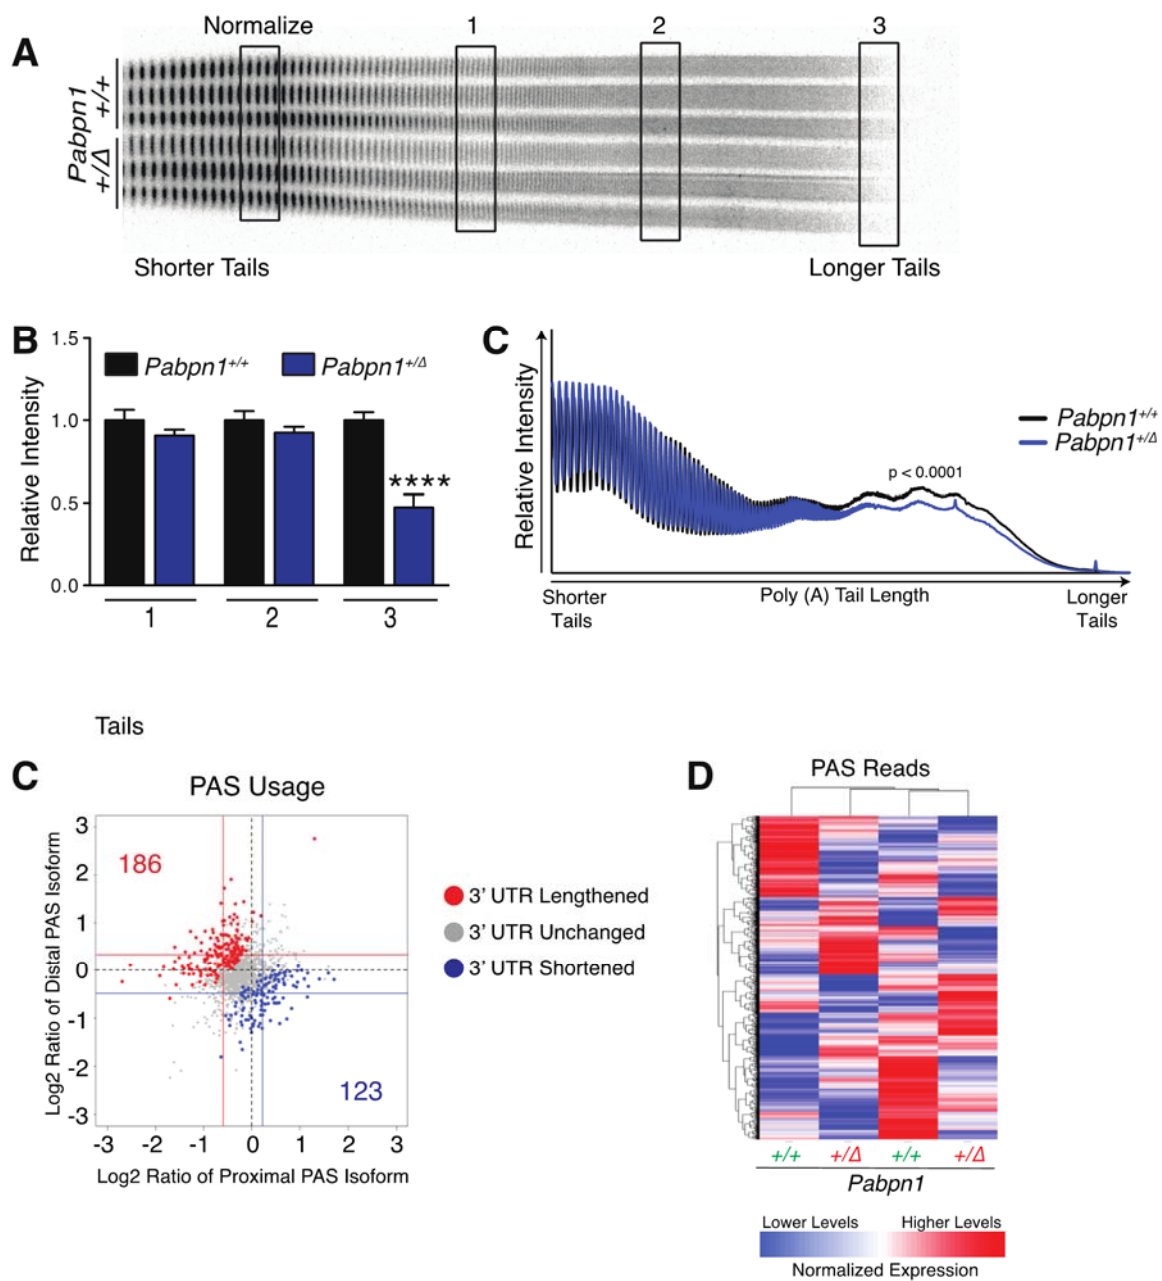 A
Normalize
1
2
3
Pabpn1
+/+
+/Δ
Shorter Tails
Longer Tails
B
Relative Intensity
1.5
1.0
0.5
0.0
Pabpn1+/+
Pabpn1+/Δ
****
1
2
3
C
Relative Intensity
Pabpn1+/+
Pabpn1+/Δ
p < 0.0001
Shorter
Tails
Poly (A) Tail Length
Longer
Tails
Tails
C
PAS Usage
Log2 Ratio of Distal PAS Isoform
3
2
1
0
-1
-2
-3
186
123
-3
-2
-1
0
1
2
3
Log2 Ratio of Proximal PAS Isoform
3' UTR Lengthened
3' UTR Unchanged
3' UTR Shortened
D
PAS Reads
+/+
+/Δ
+/+
+/Δ
Pabpn1
Lower Levels
Higher Levels
Normalized Expression